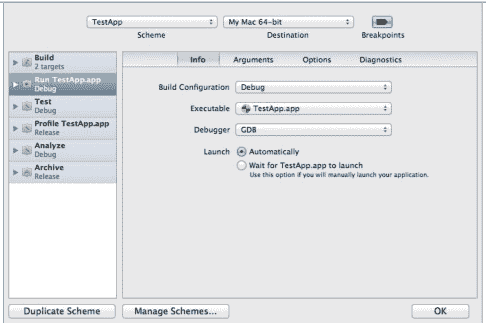 TestApp
My Mac 64-bit
Scheme
Destination
Breakpoints
Build
2 targets
Run TestApp.app
Debug
Test
Debug
Profile TestApp.app
Release
Analyze
Debug
Archive
Release
Info
Arguments
Options
Diagnostics
Build Configuration
Debug
Executable
TestApp.app
Debugger
GDB
Launch
Automatically
Wait for TestApp.app to launch
Use this option if you will manually launch your application.
Duplicate Scheme
Manage Schemes...
OK